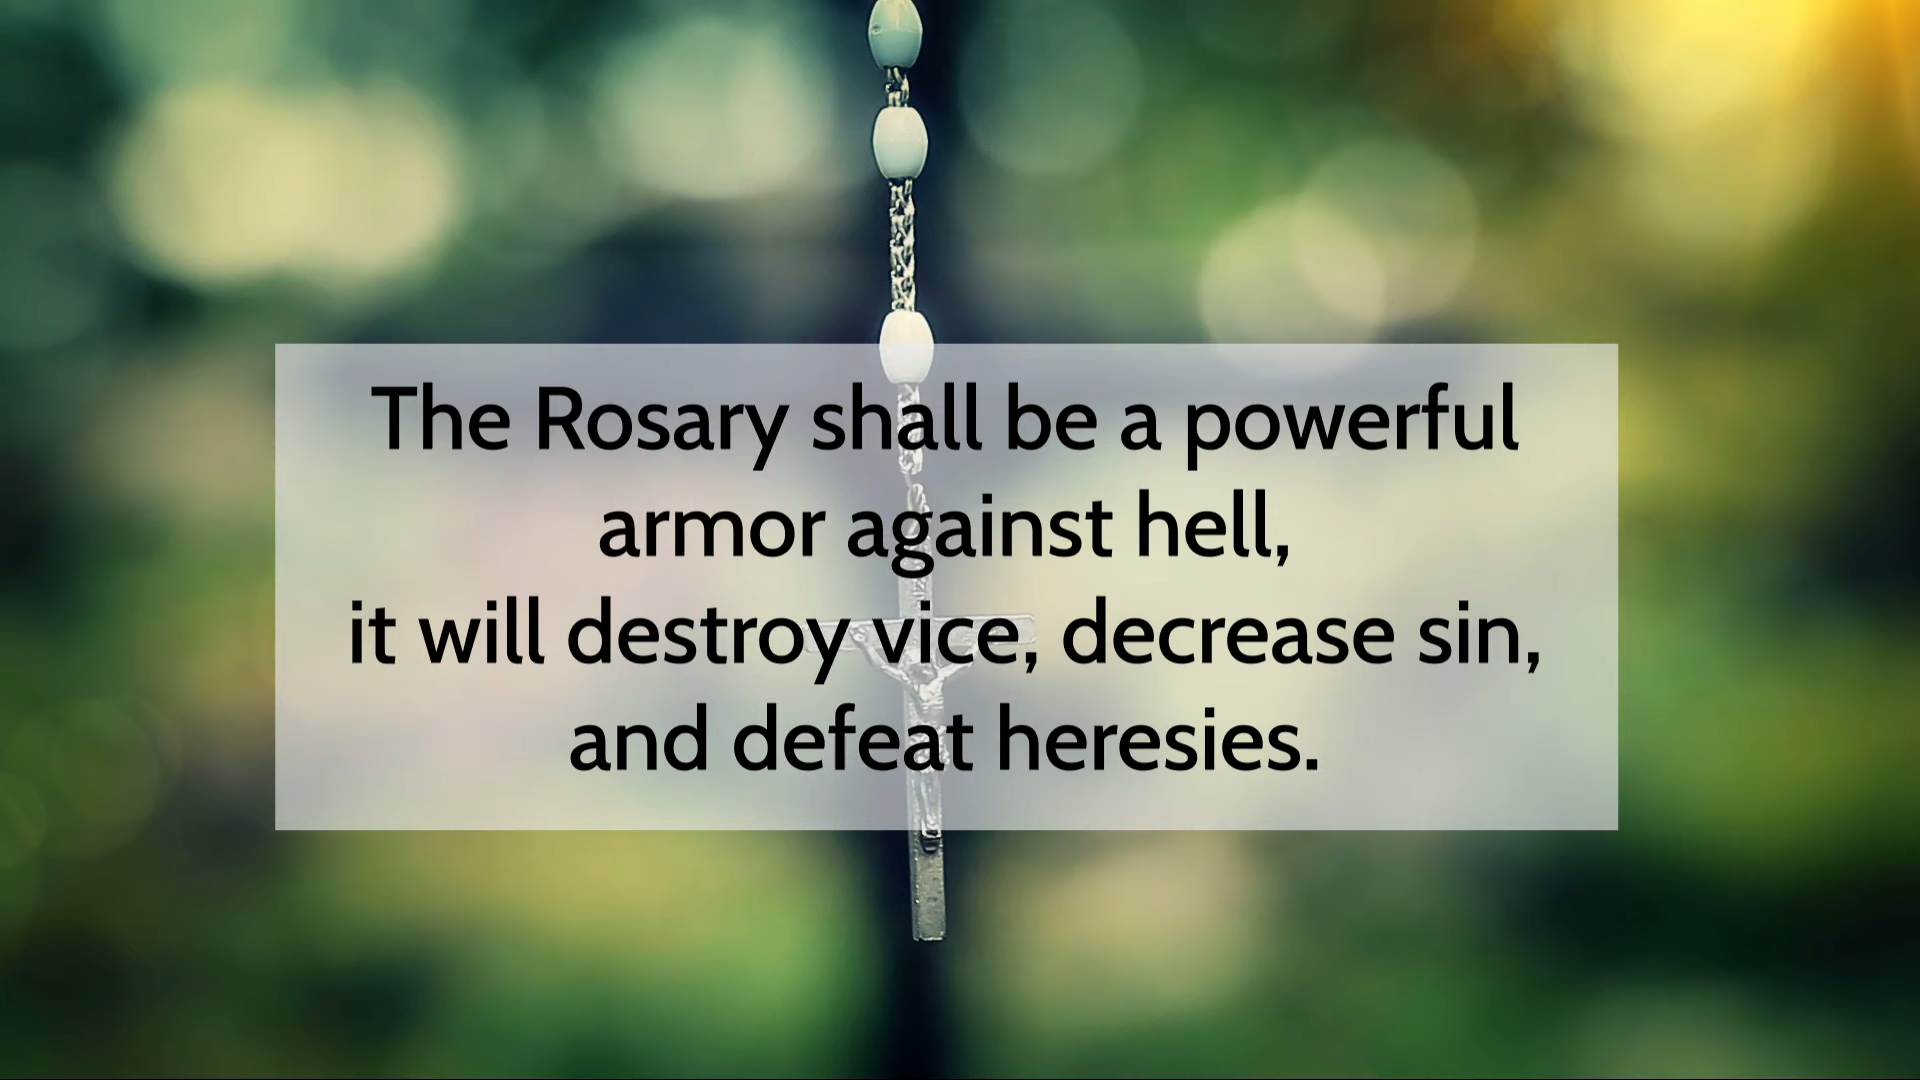 The Rosary shall be a powerful
armor against hell,
it will destroy vice, decrease sin,
and defeat heresies.